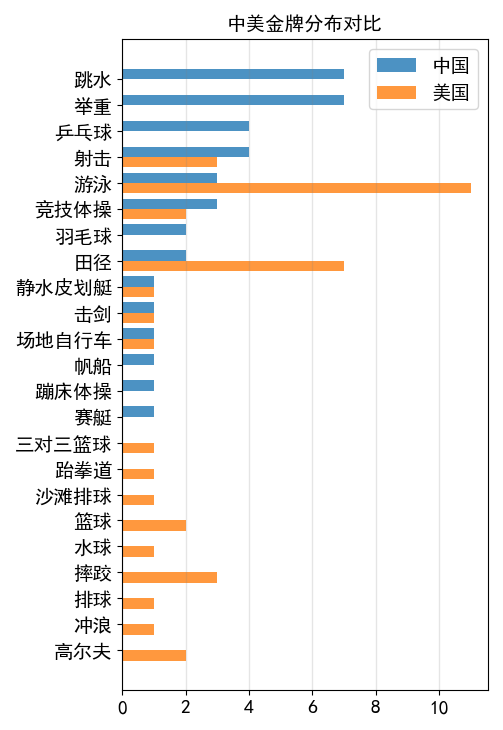 中美金牌分布对比
中国
美国
跳水
举重
乒乓球
射击
游泳
竞技体操
羽毛球
田径
静水皮划艇
击剑
场地自行车
帆船
蹦床体操
赛艇
三对三篮球
跆拳道
沙滩排球
篮球
水球
摔跤
排球
冲浪
高尔夫
0 2 4 6 8 10